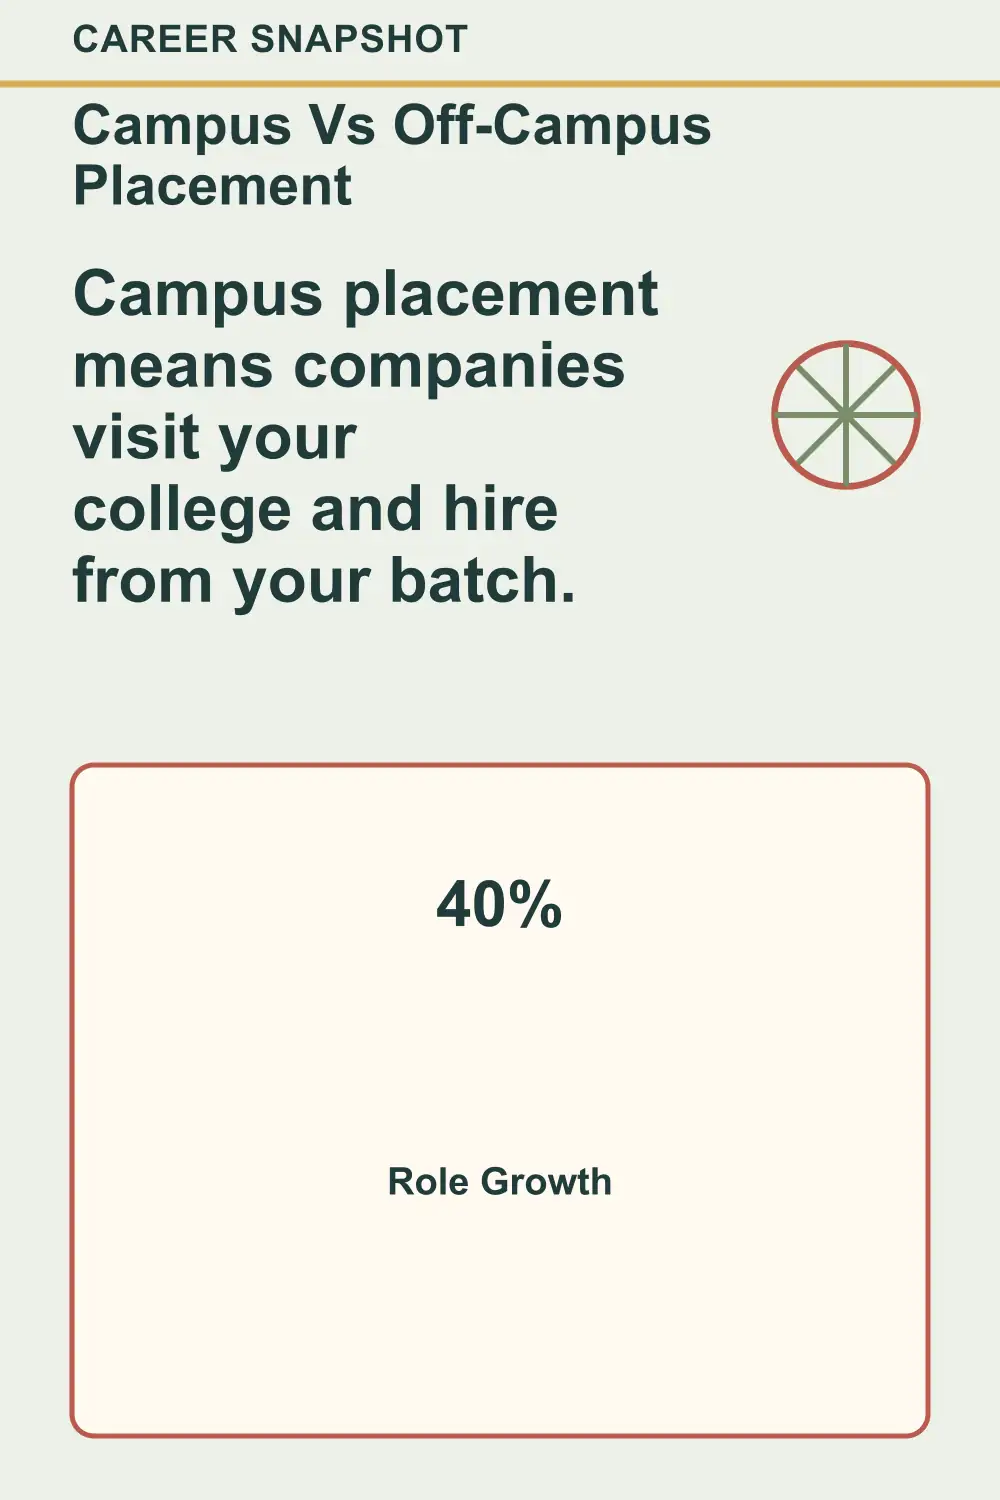 CAREER SNAPSHOT
Campus Vs Off-Campus
Placement
Campus placement
means companies
visit your
college and hire
from your batch.
40%
Role Growth